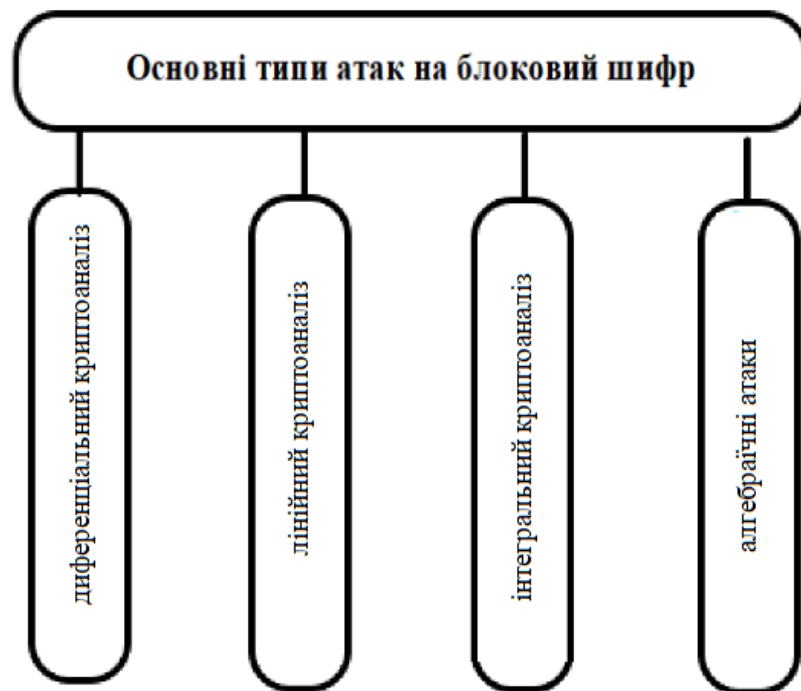 Основні типи атак на блоковий шифр
диференціальний криптоаналіз
лінійний криптоаналіз
інтегральний криптоаналіз
алгебраїчні атаки